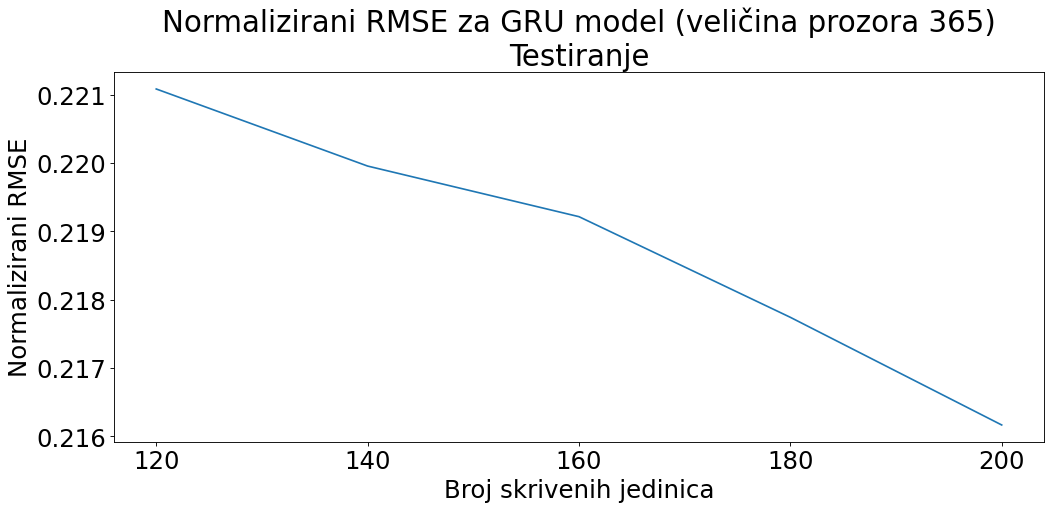 Normalizirani RMSE za GRU model (veličina prozora 365)
Testiranje
Normalizirani RMSE
0.221
0.220
0.219
0.218
0.217
0.216
120 140 160 180 200
Broj skrivenih jedinica